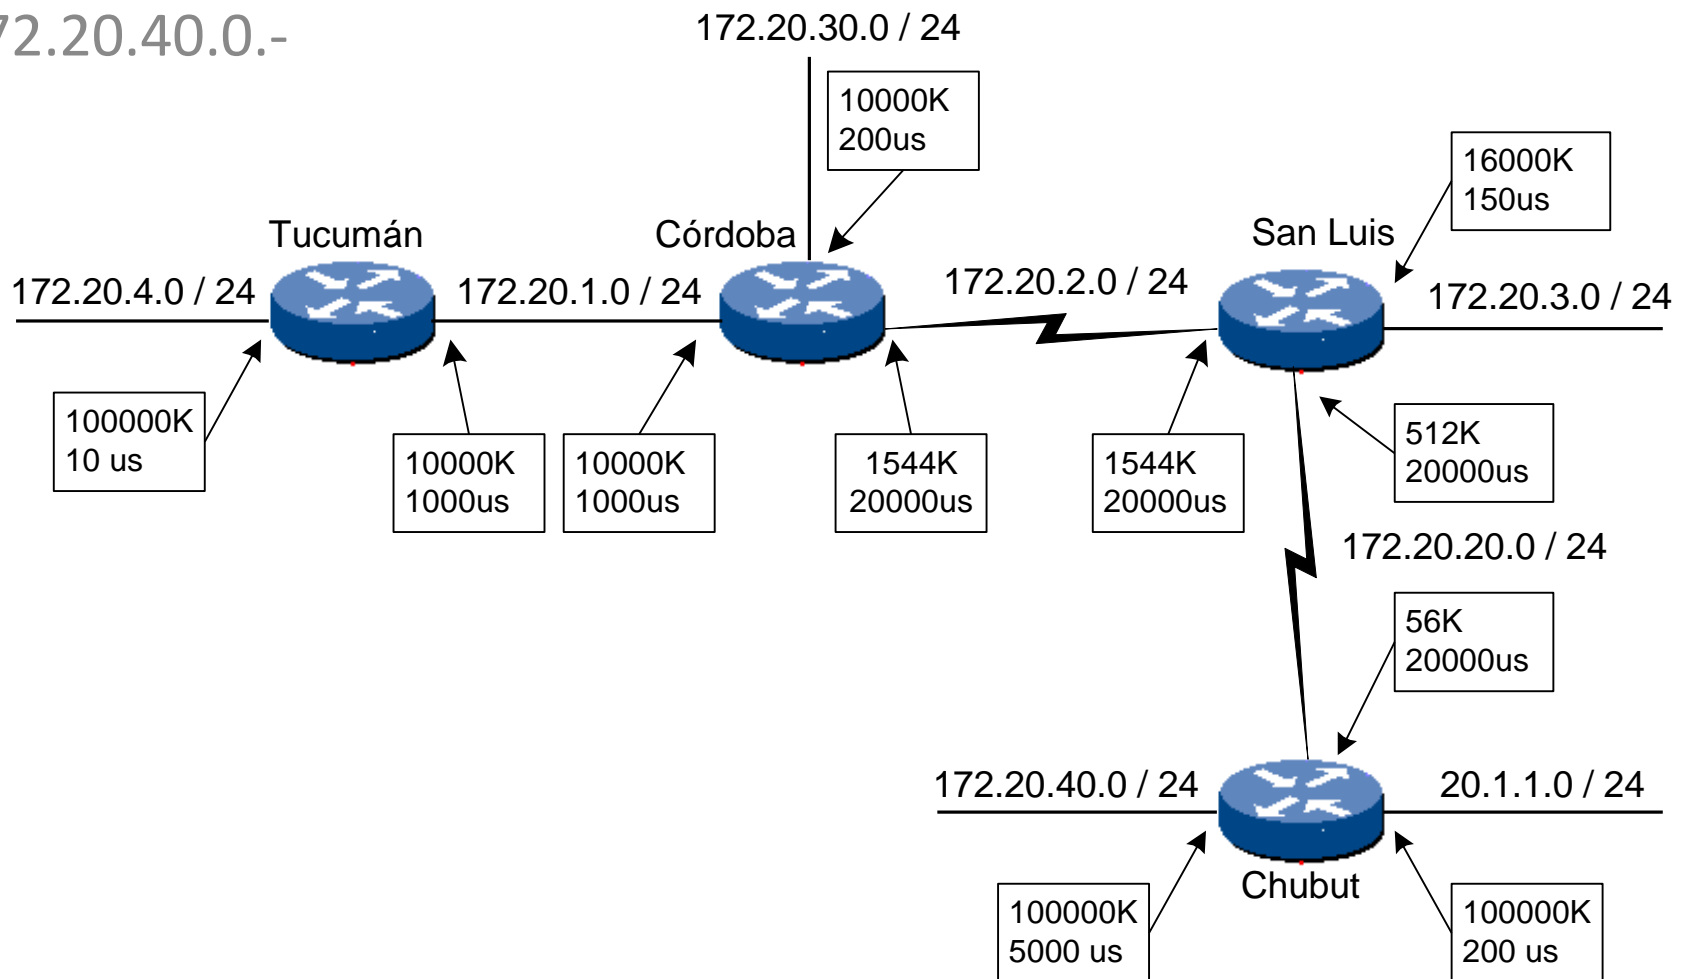 72.20.40.0.-
172.20.30.0 / 24
10000K
200us
16000K
150us
Tucumán
Córdoba
San Luis
172.20.4.0 / 24
172.20.1.0 / 24
172.20.2.0 / 24
172.20.3.0 / 24
100000K
10 us
10000K
1000us
10000K
1000us
1544K
20000us
1544K
20000us
512K
20000us
172.20.20.0 / 24
56K
20000us
172.20.40.0 / 24
20.1.1.0 / 24
Chubut
100000K
5000 us
100000K
200 us